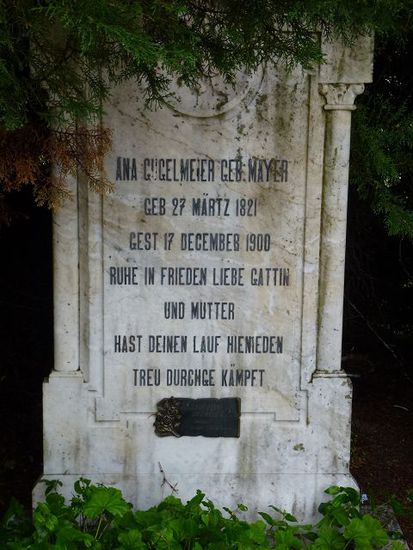 ANA GUGELMEIER GEB. MAYER
GEB 27 MÄRTZ 1821
GEST 17 DECEMBER 1900
RUHE IN FRIEDEN LIEBE GATTIN
UND MUTTER
HAST DEINEN LAUF HIENIEDEN
TREU DURCHGE KÄMPFT